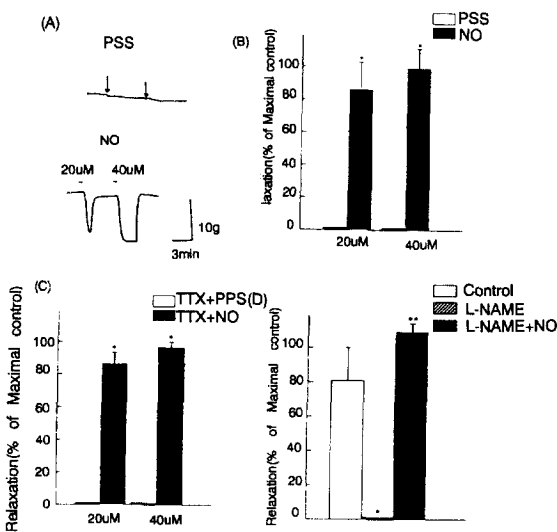 (A)
PSS
NO
20uM 40uM
10g
3min
(B)
PSS
NO
laxation(% of Maximal control)
100
80
60
40
20
0
20uM 40uM
(C)
TTX+PPS(D)
TTX+NO
Relaxation(% of Maximal control)
100
80
60
40
20
0
20uM 40uM
Control
L-NAME
L-NAME+NO
Relaxation(% of Maximal Control)
100
80
60
40
20
0
*
*
*
*
*
**